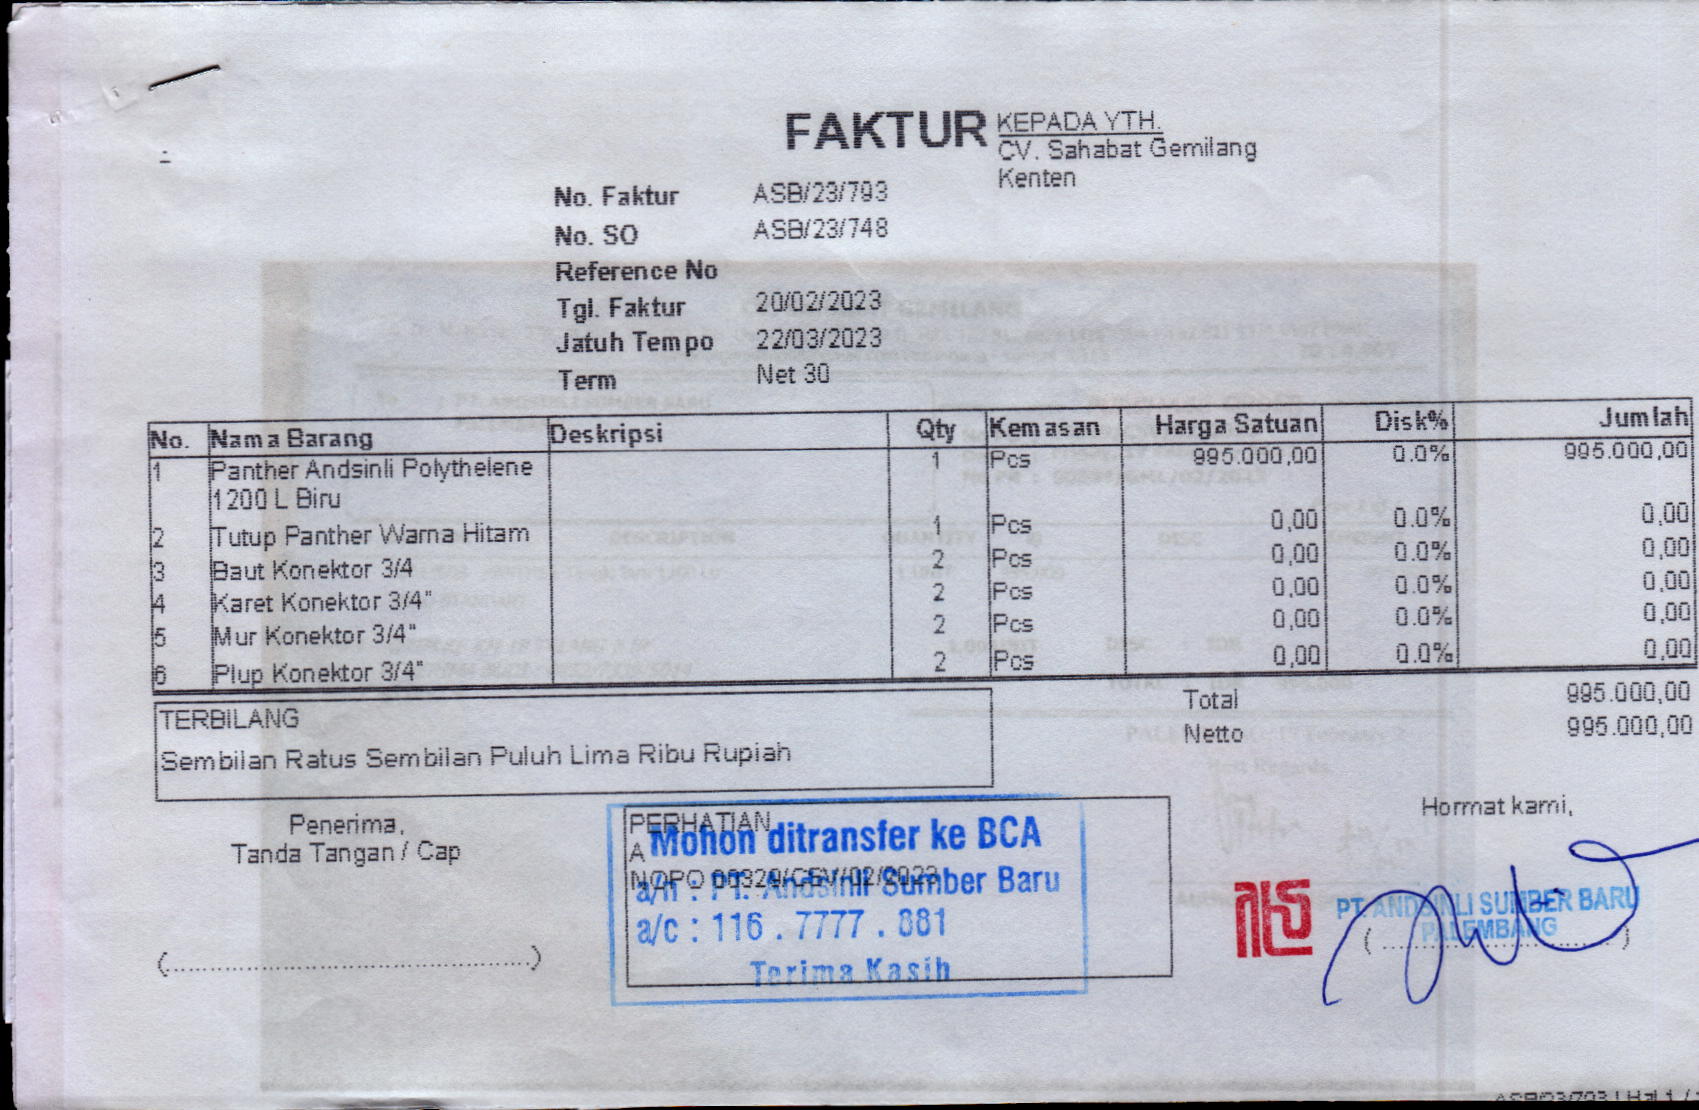 FAKTUR
KEPADA YTH.
CV. Sahabat Gemilang
Kenten
No. Faktur ASB/23/793
No. SO ASB/23/748
Reference No
Tgl. Faktur 20/02/2023
Jatuh Tempo 22/03/2023
Term Net 30
No. Nama Barang Deskripsi Qty Kemasan Harga Satuan Disk% Jumlah
1 Panther Andsinli Polythelene 1 Pcs 995.000,00 0.0% 995.000,00
1200 L Biru
2 Tutup Panther Warna Hitam 1 Pcs 0,00 0.0% 0,00
3 Baut Konektor 3/4 2 Pcs 0,00 0.0% 0,00
4 Karet Konektor 3/4" 2 Pcs 0,00 0.0% 0,00
5 Mur Konektor 3/4" 2 Pcs 0,00 0.0% 0,00
6 Plup Konektor 3/4" 2 Pcs 0,00 0.0% 0,00
Total 995.000,00
Netto 995.000,00
TERBILANG
Sembilan Ratus Sembilan Puluh Lima Ribu Rupiah
Penerima,
Tanda Tangan / Cap
(................................................)
PERHATIAN
A
Mohon ditransfer ke BCA
a/n : PT. Andsinli Sumber Baru
a/c : 116 . 7777 . 881
Terima Kasih
Hormat kami,
PT. ANDSINLI SUMBER BARU
PALEMBANG
ASB/23/793 | Hal 1 /